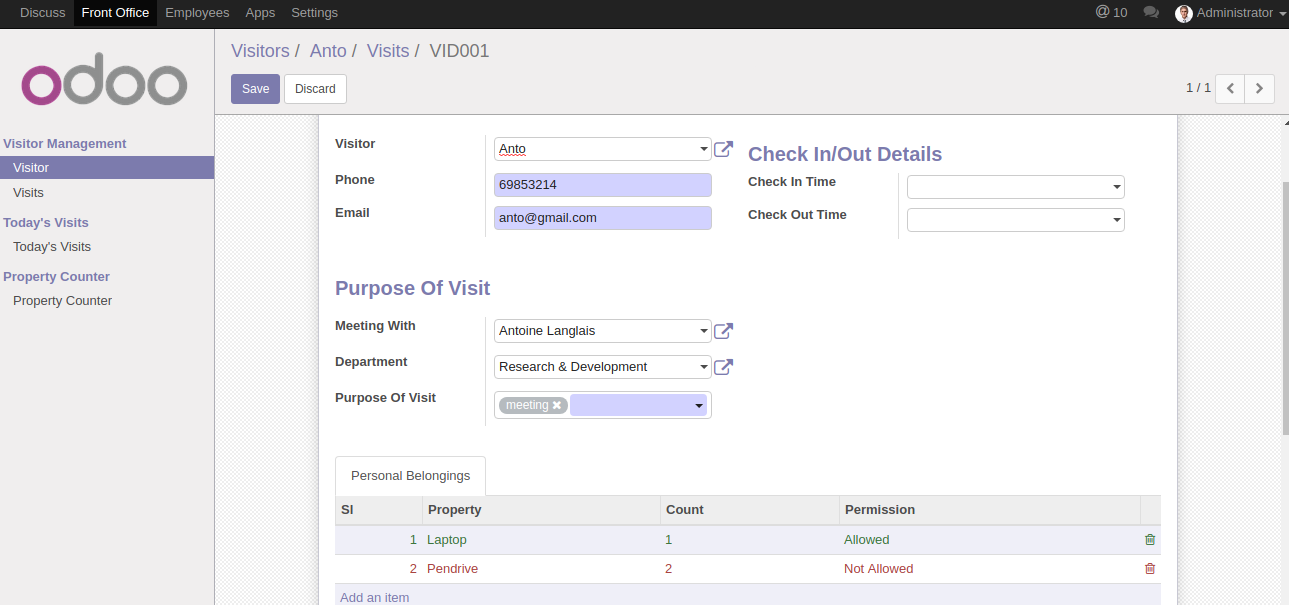 Discuss Front Office Employees Apps Settings @ 10 Administrator
odoo
Visitor Management
Visitor
Visits
Today's Visits
Today's Visits
Property Counter
Property Counter
Visitors / Anto / Visits / VID001
Save Discard 1 / 1
Visitor Anto
Phone 69853214
Email anto@gmail.com
Check In/Out Details
Check In Time
Check Out Time
Purpose Of Visit
Meeting With Antoine Langlais
Department Research & Development
Purpose Of Visit meeting ✖
Personal Belongings
Sl Property Count Permission
1 Laptop 1 Allowed
2 Pendrive 2 Not Allowed
Add an item